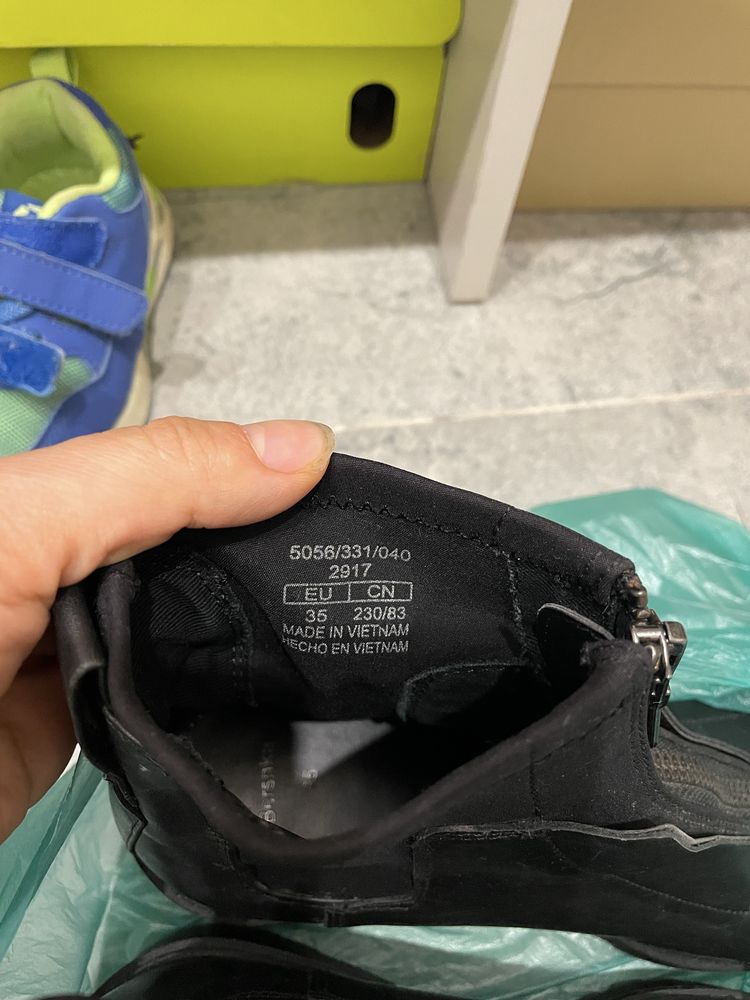 5056/331/040
2917
EU CN
35 230/83
MADE IN VIETNAM
HECHO EN VIETNAM